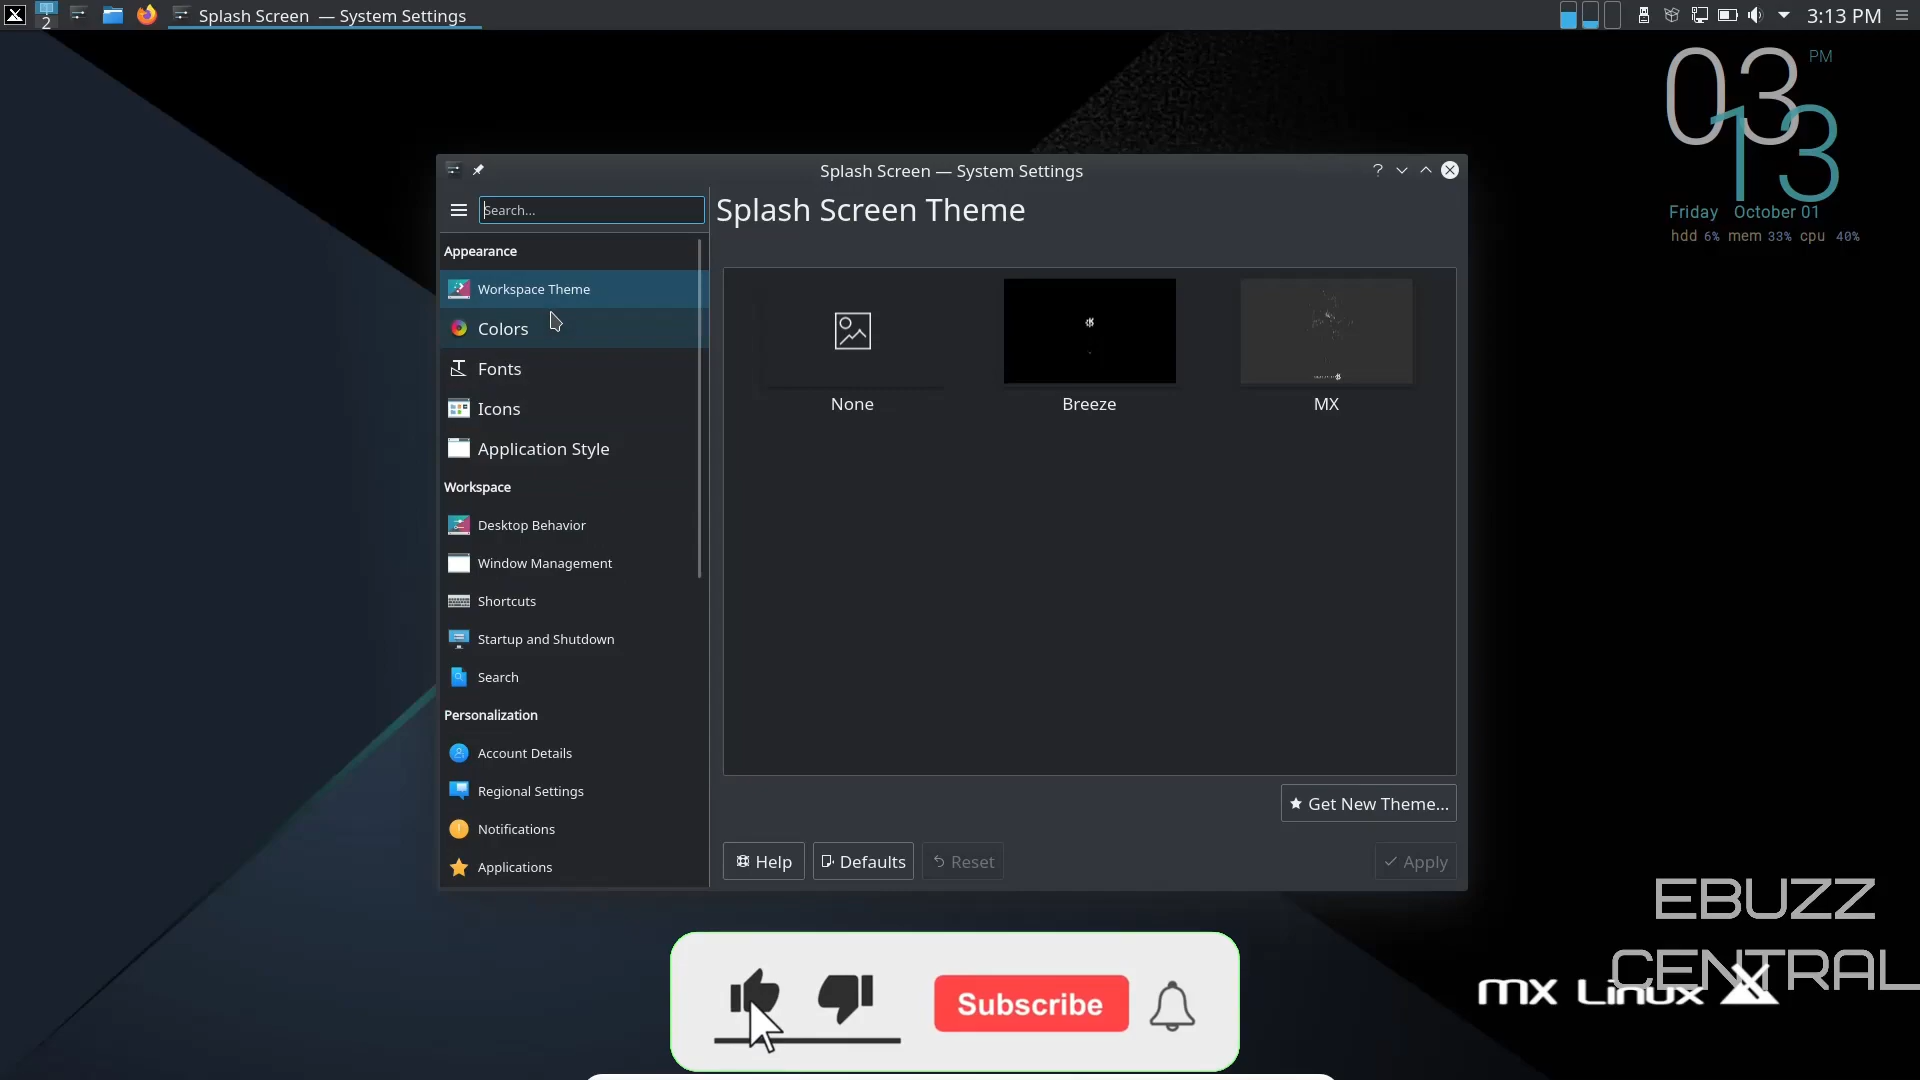 2
Splash Screen — System Settings
3:13 PM
03
PM
13
Friday October 01
hdd 6% mem 33% cpu 40%
Splash Screen — System Settings
?
Search...
Splash Screen Theme
Appearance
Workspace Theme
Colors
Fonts
Icons
Application Style
Workspace
Desktop Behavior
Window Management
Shortcuts
Startup and Shutdown
Search
Personalization
Account Details
Regional Settings
Notifications
Applications
None
Breeze
MX
Get New Theme...
Help
Defaults
Reset
Apply
Subscribe
EBUZZ
CENTRAL
MX Linux